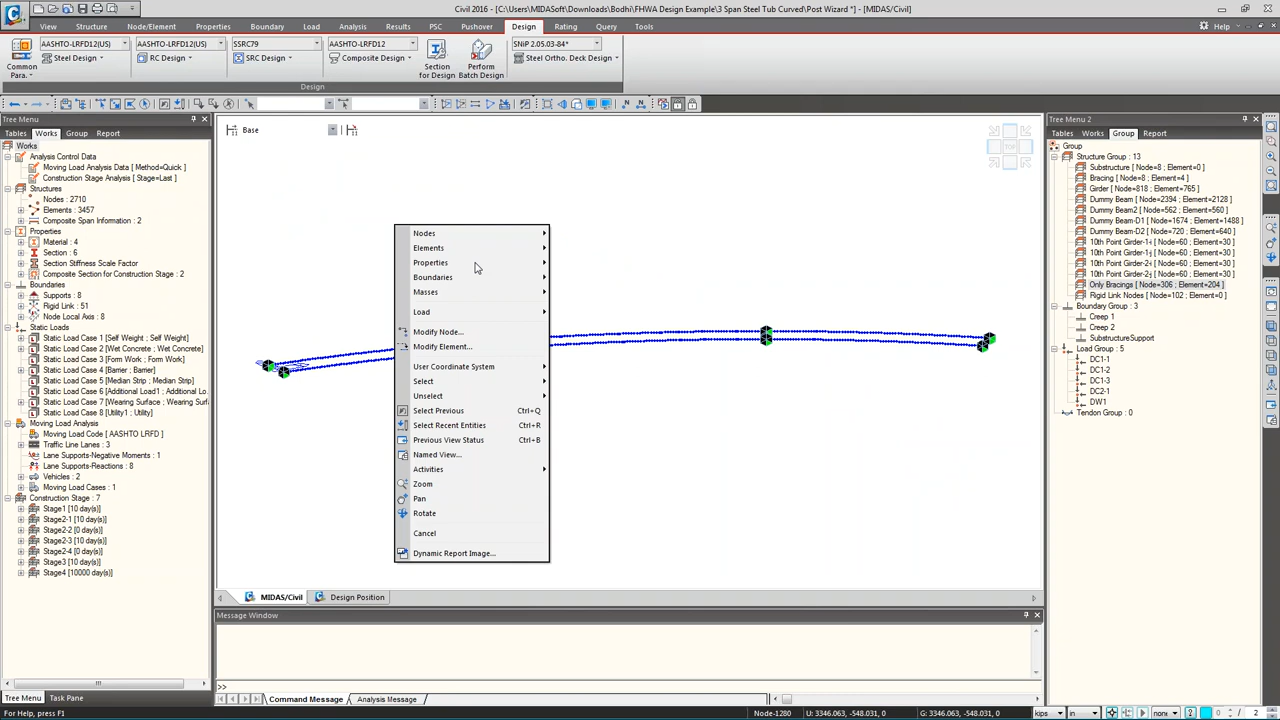 Civil 2016 - [C:\Users\MIDASoft\Downloads\Bodhi\FHWA Design Example\3 Span Steel Tub Curved\Post Wizard *] - [MIDAS/Civil]
View Structure Node/Element Properties Boundary Load Analysis Results PSC Pushover Design Rating Query Tools Help
AASHTO-LRFD12(US) AASHTO-LRFD12(US) SSRC79 AASHTO-LRFD12 SNiP 2.05.03-84*
Common Para. Steel Design RC Design SRC Design Composite Design Section for Design Perform Batch Design Steel Ortho. Deck Design
Design
Tree Menu
Tables Works Group Report
Works
Analysis Control Data
Moving Load Analysis Data [Method=Quick ]
Construction Stage Analysis [ Stage=Last ]
Structures
Nodes : 2710
Elements : 3457
Composite Span Information : 2
Properties
Material : 4
Section : 6
Section Stiffness Scale Factor
Composite Section for Construction Stage : 2
Boundaries
Supports : 8
Rigid Link : 51
Node Local Axis : 8
Static Loads
Static Load Case 1 [Self Weight ; Self Weight]
Static Load Case 2 [Wet Concrete ; Wet Concrete]
Static Load Case 3 [Form Work ; Form Work]
Static Load Case 4 [Barrier ; Barrier]
Static Load Case 5 [Median Strip ; Median Strip]
Static Load Case 6 [Additional Load1 ; Additional Lo
Static Load Case 7 [Wearing Surface ; Wearing Surfa
Static Load Case 8 [Utility1 ; Utility]
Moving Load Analysis
Moving Load Code [ AASHTO LRFD ]
Traffic Line Lanes : 3
Lane Supports-Negative Moments : 1
Lane Supports-Reactions : 8
Vehicles : 2
Moving Load Cases : 1
Construction Stage : 7
Stage1 [10 day(s)]
Stage2-1 [10 day(s)]
Stage2-2 [0 day(s)]
Stage2-3 [10 day(s)]
Stage2-4 [0 day(s)]
Stage3 [10 day(s)]
Stage4 [10000 day(s)]
Tree Menu Task Pane
Base
TOP
Nodes
Elements
Properties
Boundaries
Masses
Load
Modify Node...
Modify Element...
User Coordinate System
Select
Unselect
Select Previous Ctrl+Q
Select Recent Entities Ctrl+R
Previous View Status Ctrl+B
Named View...
Activities
Zoom
Pan
Rotate
Cancel
Dynamic Report Image...
MIDAS/Civil Design Position
Message Window
>>
Command Message Analysis Message
Tree Menu 2
Tables Works Group Report
Group
Structure Group : 13
Substructure [ Node=8 ; Element=0 ]
Bracing [ Node=8 ; Element=4 ]
Girder [ Node=818 ; Element=765 ]
Dummy Beam [ Node=2394 ; Element=2128 ]
Dummy Beam2 [ Node=562 ; Element=560 ]
Dummy Beam-D1 [ Node=1674 ; Element=1488 ]
Dummy Beam-D2 [ Node=720 ; Element=640 ]
10th Point Girder-1-i [ Node=60 ; Element=30 ]
10th Point Girder-1-j [ Node=60 ; Element=30 ]
10th Point Girder-2-i [ Node=60 ; Element=30 ]
10th Point Girder-2-j [ Node=60 ; Element=30 ]
Only Bracings [ Node=306 ; Element=204 ]
Rigid Link Nodes [ Node=102 ; Element=0 ]
Boundary Group : 3
Creep 1
Creep 2
SubstructureSupport
Load Group : 5
DC1-1
DC1-2
DC1-3
DC2-1
DW1
Tendon Group : 0
For Help, press F1 Node-1280 U: 3346.063, -548.031, 0 G: 3346.063, -548.031, 0 kips in none / 2